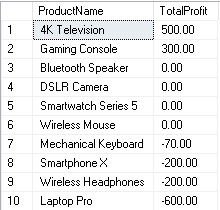 ProductName TotalProfit
1 4K Television 500.00
2 Gaming Console 300.00
3 Bluetooth Speaker 0.00
4 DSLR Camera 0.00
5 Smartwatch Series 5 0.00
6 Wireless Mouse 0.00
7 Mechanical Keyboard -70.00
8 Smartphone X -200.00
9 Wireless Headphones -200.00
10 Laptop Pro -600.00